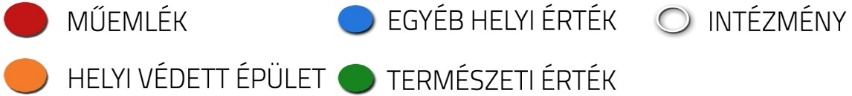 MŰEMLÉK
EGYÉB HELYI ÉRTÉK
INTÉZMÉNY
HELYI VÉDETT ÉPÜLET
TERMÉSZETI ÉRTÉK